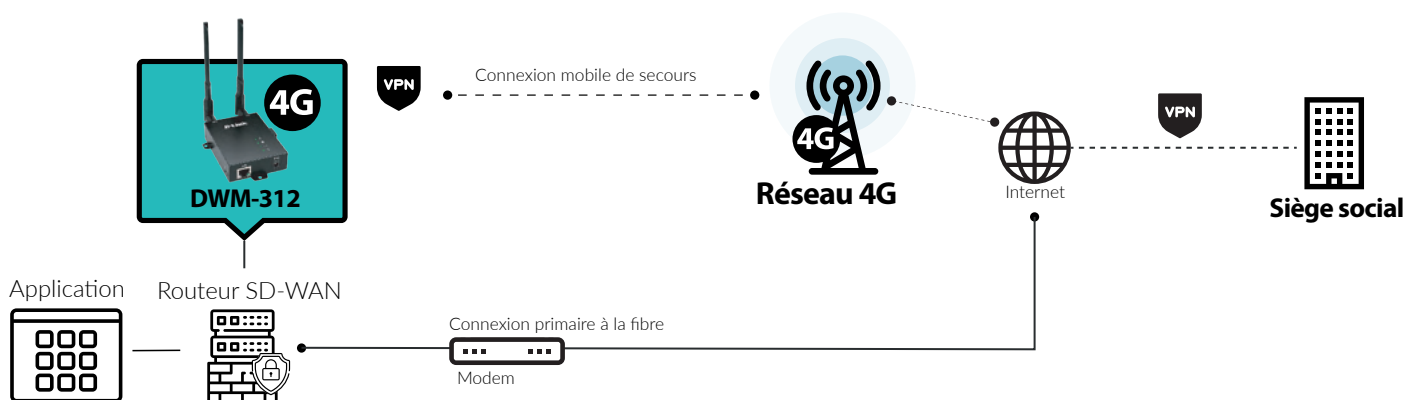 4G
D-Link
DWM-312
VPN
Connexion mobile de secours
4G
Réseau 4G
Internet
VPN
Siège social
Application
Routeur SD-WAN
Connexion primaire à la fibre
Modem